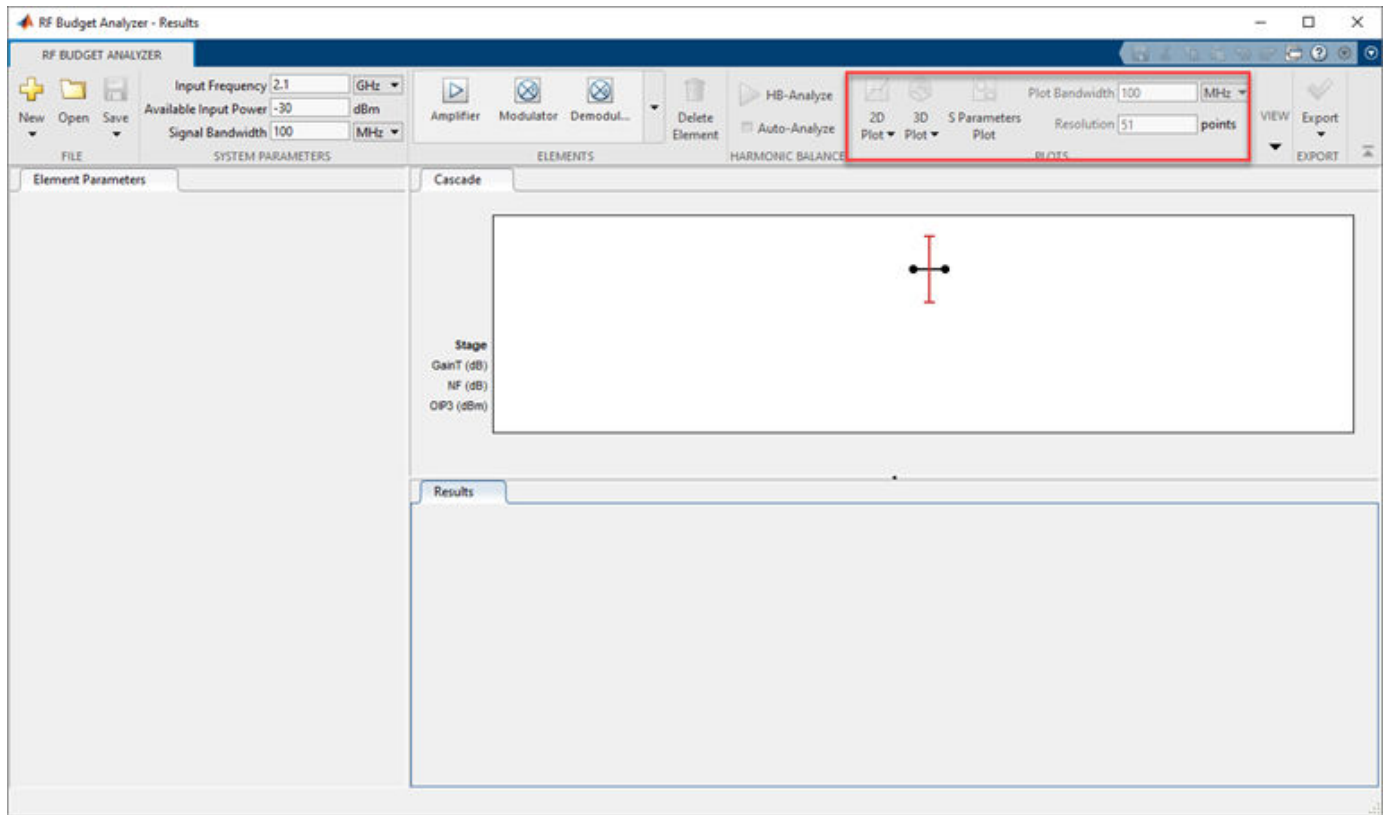 RF Budget Analyzer - Results
RF BUDGET ANALYZER
New
Open
Save
FILE
Input Frequency 2.1 GHz
Available Input Power -30 dBm
Signal Bandwidth 100 MHz
SYSTEM PARAMETERS
Amplifier
Modulator
Demodul...
ELEMENTS
Delete
Element
HB-Analyze
Auto-Analyze
HARMONIC BALANCE
2D
Plot
3D
Plot
S Parameters
Plot
Plot Bandwidth 100 MHz
Resolution 51 points
PLOTS
VIEW
Export
EXPORT
Element Parameters
Cascade
Stage
GainT (dB)
NF (dB)
OIP3 (dBm)
Results